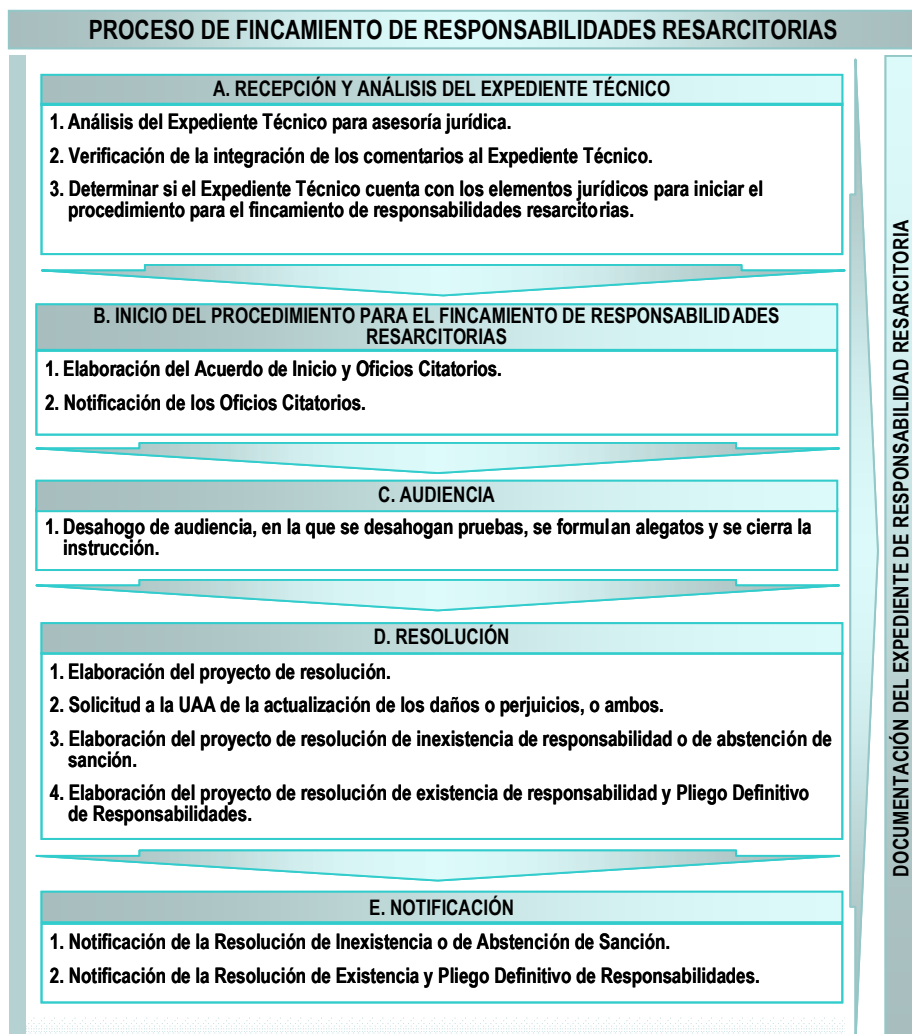 PROCESO DE FINCAMIENTO DE RESPONSABILIDADES RESARCITORIAS
A. RECEPCIÓN Y ANÁLISIS DEL EXPEDIENTE TÉCNICO
1. Análisis del Expediente Técnico para asesoría jurídica.
2. Verificación de la integración de los comentarios al Expediente Técnico.
3. Determinar si el Expediente Técnico cuenta con los elementos jurídicos para iniciar el
procedimiento para el fincamiento de responsabilidades resarcitorias.
B. INICIO DEL PROCEDIMIENTO PARA EL FINCAMIENTO DE RESPONSABILIDADES
RESARCITORIAS
1. Elaboración del Acuerdo de Inicio y Oficios Citatorios.
2. Notificación de los Oficios Citatorios.
C. AUDIENCIA
1. Desahogo de audiencia, en la que se desahogan pruebas, se formulan alegatos y se cierra la
instrucción.
D. RESOLUCIÓN
1. Elaboración del proyecto de resolución.
2. Solicitud a la UAA de la actualización de los daños o perjuicios, o ambos.
3. Elaboración del proyecto de resolución de inexistencia de responsabilidad o de abstención de
sanción.
4. Elaboración del proyecto de resolución de existencia de responsabilidad y Pliego Definitivo
de Responsabilidades.
E. NOTIFICACIÓN
1. Notificación de la Resolución de Inexistencia o de Abstención de Sanción.
2. Notificación de la Resolución de Existencia y Pliego Definitivo de Responsabilidades.
DOCUMENTACIÓN DEL EXPEDIENTE DE RESPONSABILIDAD RESARCITORIA